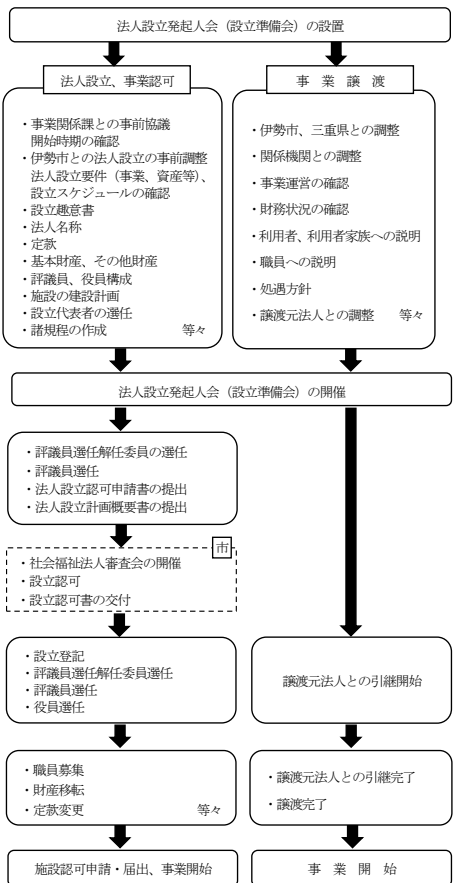 法人設立発起人会（設立準備会）の設置
法人設立、事業認可
・事業関係課との事前協議
開始時期の確認
・伊勢市との法人設立の事前調整
法人設立要件（事業、資産等）、
設立スケジュールの確認
・設立趣意書
・法人名称
・定款
・基本財産、その他財産
・評議員、役員構成
・施設の建設計画
・設立代表者の選任
・諸規程の作成　　　　等々
事　業　譲　渡
・伊勢市、三重県との調整
・関係機関との調整
・事業運営の確認
・財務状況の確認
・利用者、利用者家族への説明
・職員への説明
・処遇方針
・譲渡元法人との調整　　等々
法人設立発起人会（設立準備会）の開催
・評議員選任解任委員の選任
・評議員選任
・法人設立認可申請書の提出
・法人設立計画概要書の提出
市
・社会福祉法人審査会の開催
・設立認可
・設立認可書の交付
・設立登記
・評議員選任解任委員選任
・評議員選任
・役員選任
譲渡元法人との引継開始
・職員募集
・財産移転
・定款変更　　　　　　　等々
・譲渡元法人との引継完了
・譲渡完了
施設認可申請・届出、事業開始
事　業　開　始